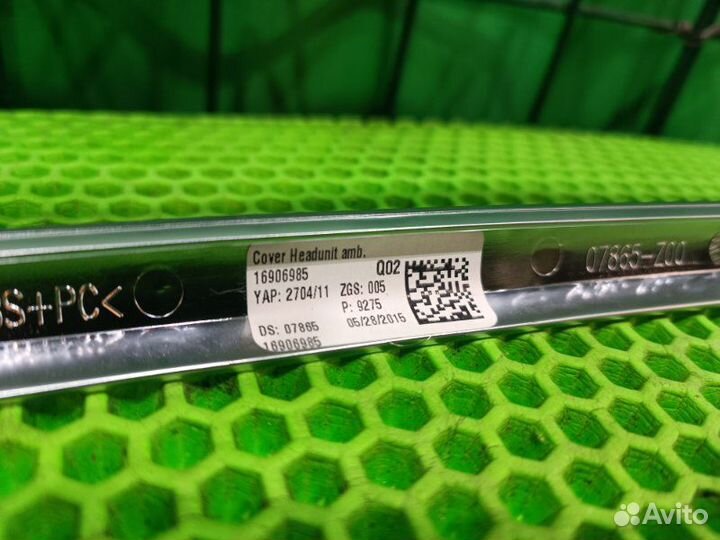 Cover Headunit amb.
16906985 Q02
YAP: 2704/11 ZGS: 005
P: 9275
DS: 07865 05/28/2015
16906985
BS+PC<
07865-Z00
Avito